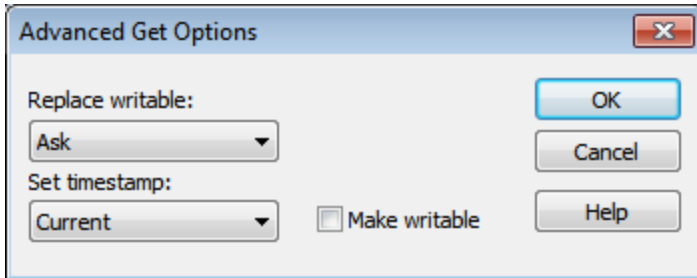 Advanced Get Options
Replace writable:
OK
Ask
Cancel
Set timestamp:
Current
Make writable
Help